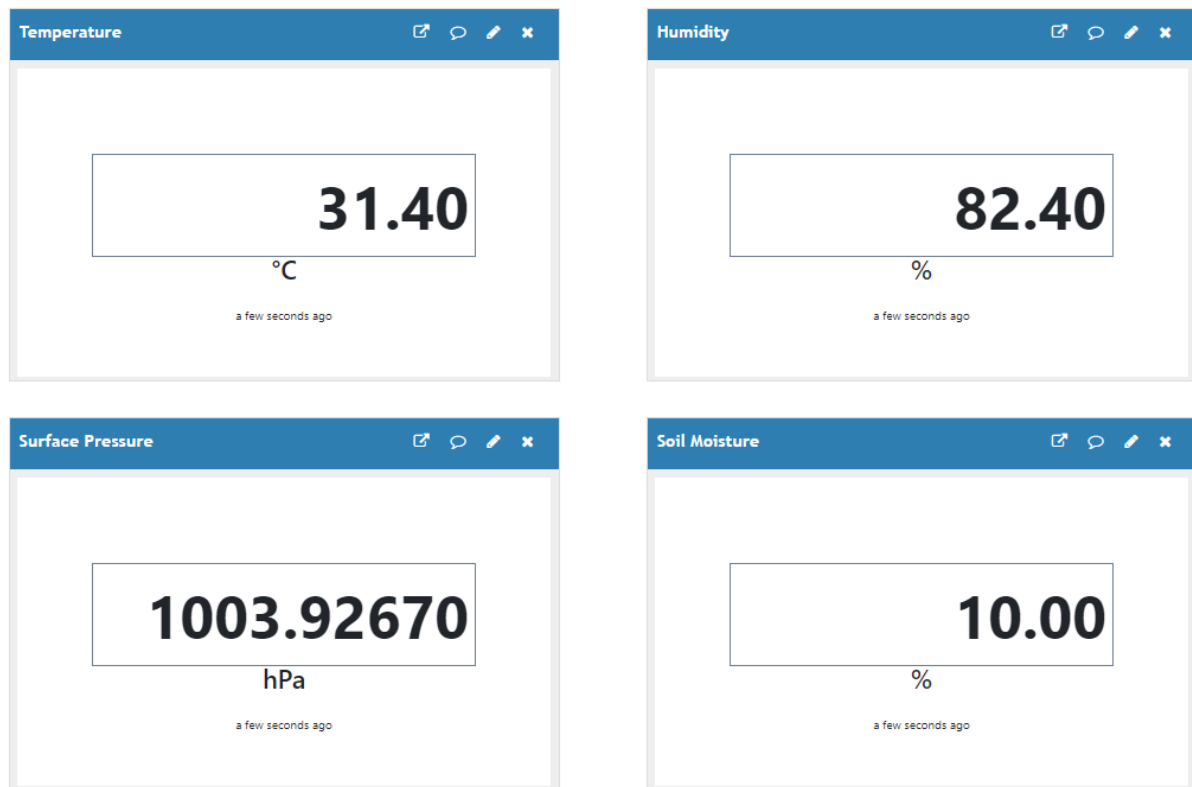 Temperature
31.40
°C
a few seconds ago
Humidity
82.40
%
a few seconds ago
Surface Pressure
1003.92670
hPa
a few seconds ago
Soil Moisture
10.00
%
a few seconds ago